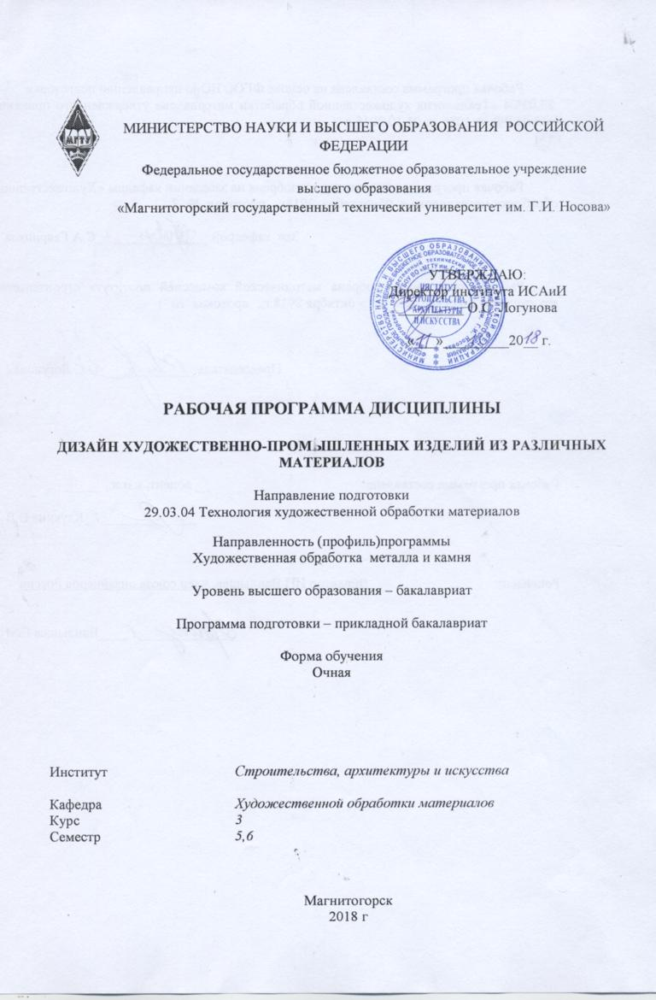 МГТУ
МИНИСТЕРСТВО НАУКИ И ВЫСШЕГО ОБРАЗОВАНИЯ РОССИЙСКОЙ
ФЕДЕРАЦИИ
Федеральное государственное бюджетное образовательное учреждение
высшего образования
«Магнитогорский государственный технический университет им. Г.И. Носова»
УТВЕРЖДАЮ:
Директор института ИСАиИ
О.С. Логунова
СТРОИТЕЛЬСТВА,
АРХИТЕКТУРЫ
И ИСКУССТВА
«11» 2018 г.
РАБОЧАЯ ПРОГРАММА ДИСЦИПЛИНЫ
ДИЗАЙН ХУДОЖЕСТВЕННО-ПРОМЫШЛЕННЫХ ИЗДЕЛИЙ ИЗ РАЗЛИЧНЫХ
МАТЕРИАЛОВ
Направление подготовки
29.03.04 Технология художественной обработки материалов
Направленность (профиль)программы
Художественная обработка металла и камня
Уровень высшего образования – бакалавриат
Программа подготовки – прикладной бакалавриат
Форма обучения
Очная
Институт Строительства, архитектуры и искусства
Кафедра Художественной обработки материалов
Курс 3
Семестр 5,6
Магнитогорск
2018 г